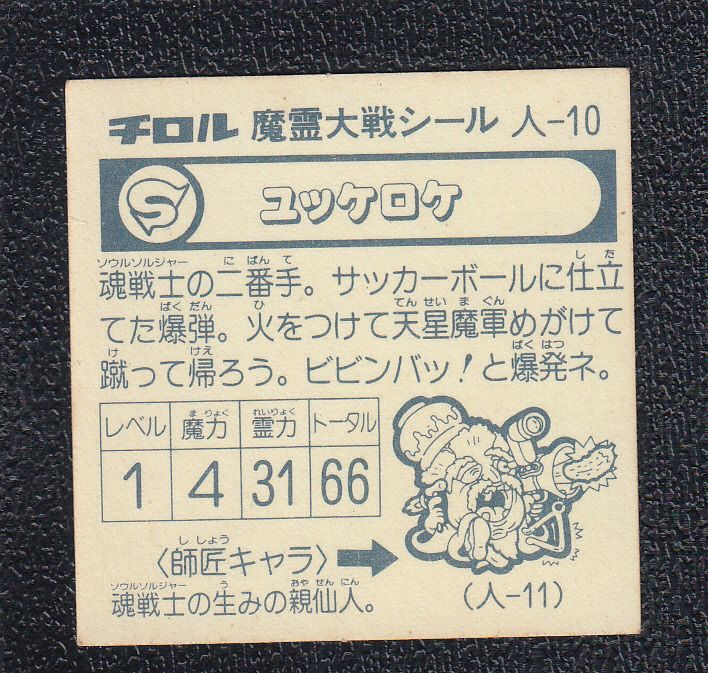 チロル 魔霊大戦シール 人-10
S ユッケロケ
ソウルソルジャー に ばん て し た
魂戦士の二番手。サッカーボールに仕立
ばく だん ひ てん せい ま ぐん
てた爆弾。火をつけて天星魔軍めがけて
け けえ ばく はつ
蹴って帰ろう。ビビンバッ!と爆発ネ。
ま りょく れいりょく
レベル 魔力 霊力 トータル
1 4 31 66
し しょう
〈師匠キャラ〉
ソウルソルジャー う おや せん にん
魂戦士の生みの親仙人。
(人-11)